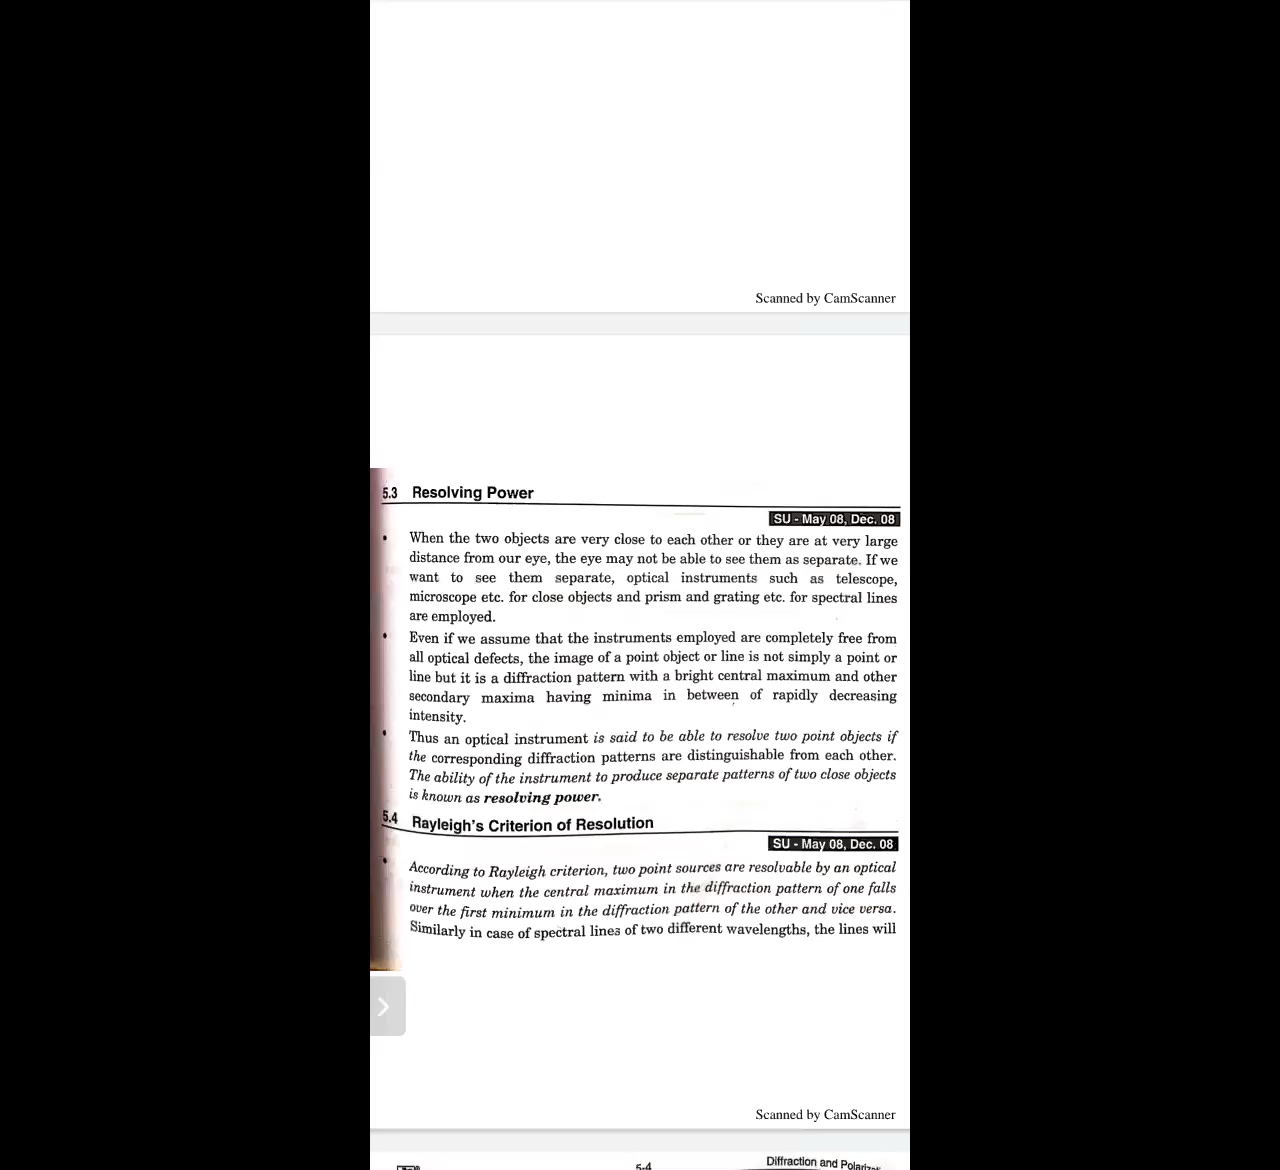 Scanned by CamScanner
5.3 Resolving Power
SU - May 08, Dec. 08
• When the two objects are very close to each other or they are at very large
distance from our eye, the eye may not be able to see them as separate. If we
want to see them separate, optical instruments such as telescope,
microscope etc. for close objects and prism and grating etc. for spectral lines
are employed.
• Even if we assume that the instruments employed are completely free from
all optical defects, the image of a point object or line is not simply a point or
line but it is a diffraction pattern with a bright central maximum and other
secondary maxima having minima in between of rapidly decreasing
intensity.
• Thus an optical instrument is said to be able to resolve two point objects if
the corresponding diffraction patterns are distinguishable from each other.
The ability of the instrument to produce separate patterns of two close objects
is known as resolving power.
5.4 Rayleigh's Criterion of Resolution
SU - May 08, Dec. 08
• According to Rayleigh criterion, two point sources are resolvable by an optical
instrument when the central maximum in the diffraction pattern of one falls
over the first minimum in the diffraction pattern of the other and vice versa.
Similarly in case of spectral lines of two different wavelengths, the lines will
Scanned by CamScanner
5-4
Diffraction and